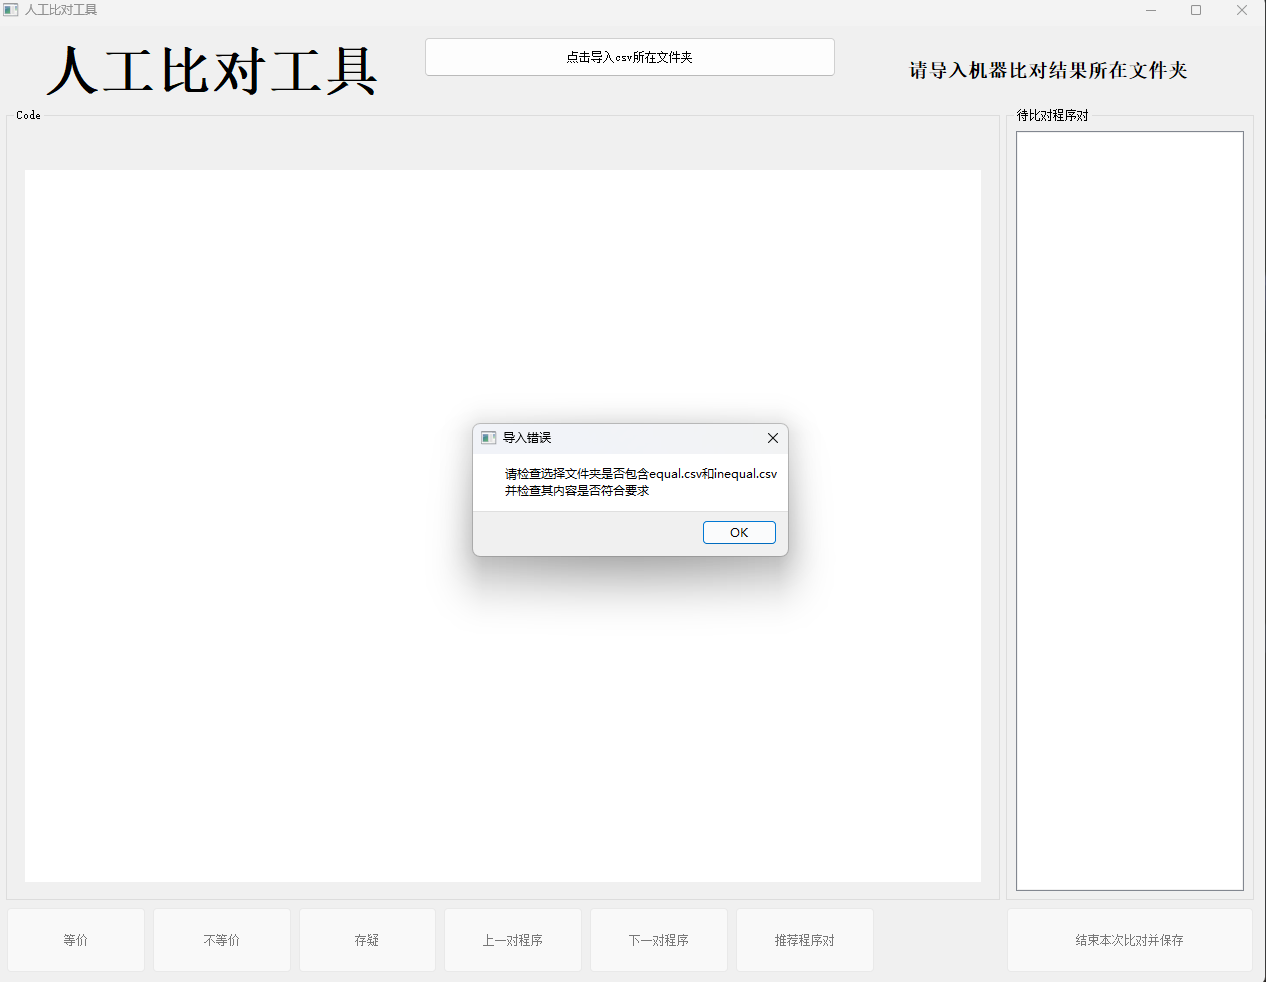 人工比对工具
人工比对工具
点击导入csv所在文件夹
请导入机器比对结果所在文件夹
Code
待比对程序对
导入错误
请检查选择文件夹是否包含equal.csv和inequal.csv
并检查其内容是否符合要求
OK
等价
不等价
存疑
上一对程序
下一对程序
推荐程序对
结束本次比对并保存